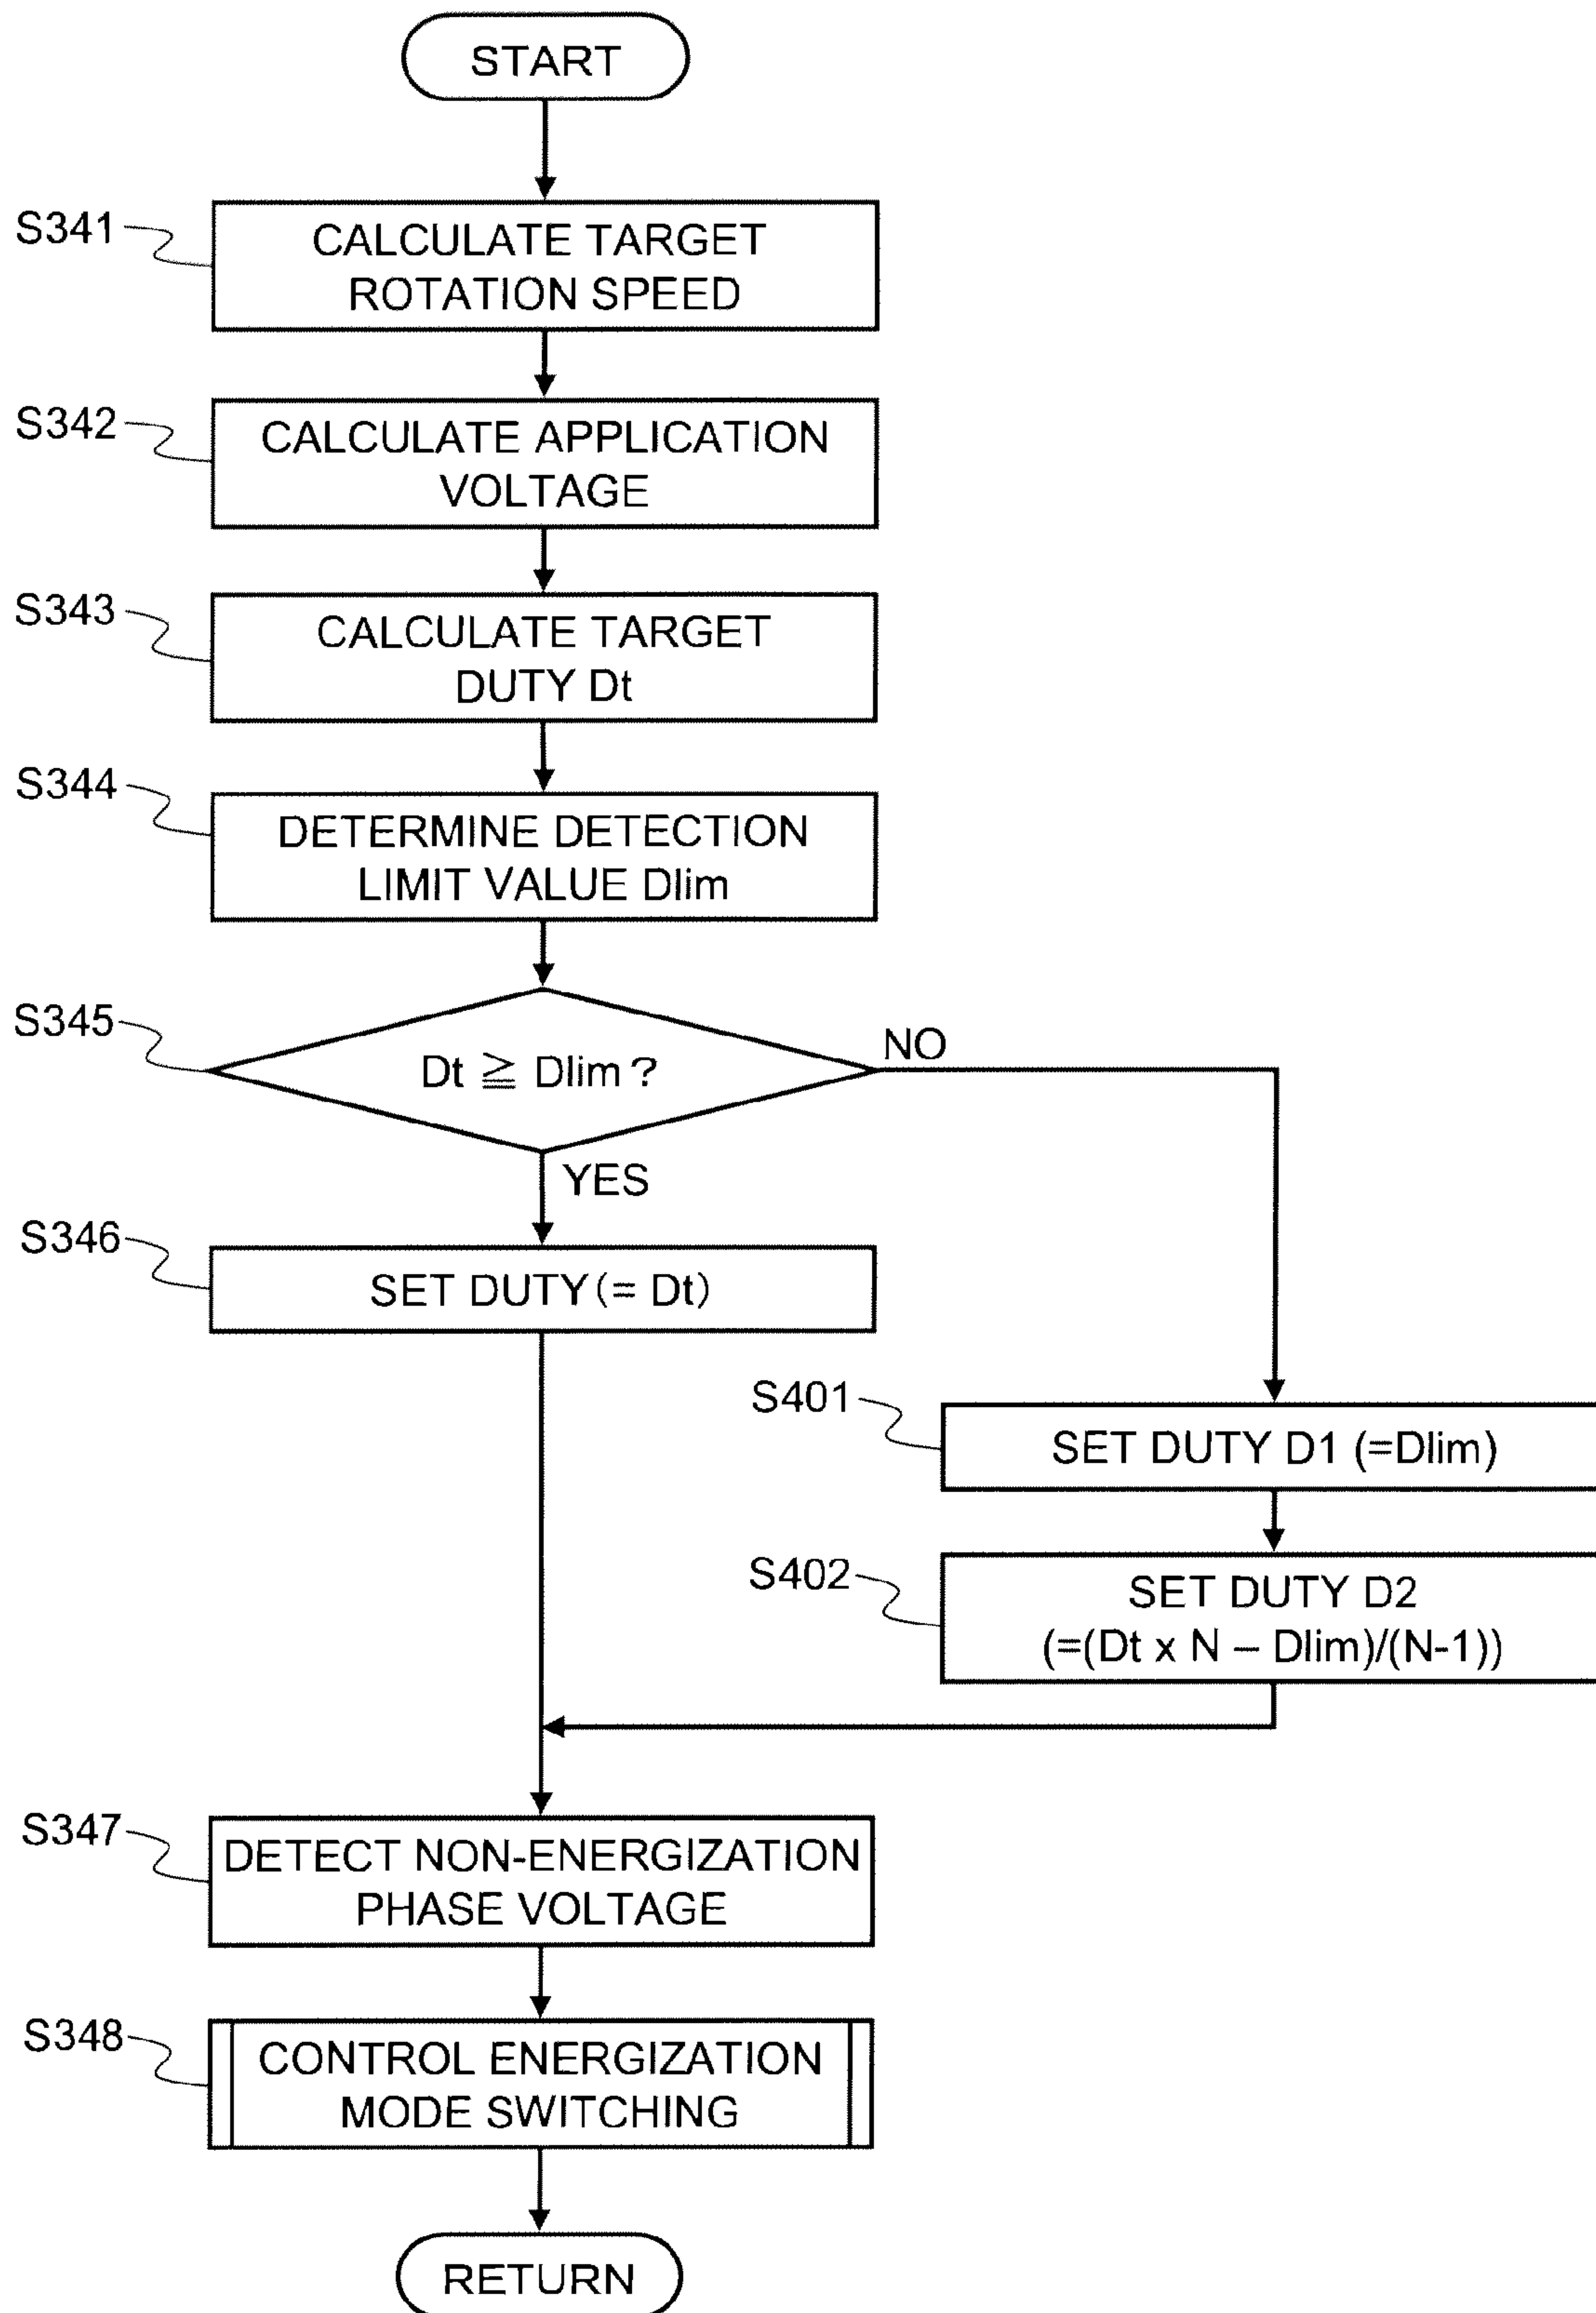 START
S341
CALCULATE TARGET
ROTATION SPEED
S342
CALCULATE APPLICATION
VOLTAGE
S343
CALCULATE TARGET
DUTY Dt
S344
DETERMINE DETECTION
LIMIT VALUE Dlim
S345
Dt ≧ Dlim ?
NO
YES
S346
SET DUTY (= Dt)
S401
SET DUTY D1 (=Dlim)
S402
SET DUTY D2
(=(Dt x N – Dlim)/(N-1))
S347
DETECT NON-ENERGIZATION
PHASE VOLTAGE
S348
CONTROL ENERGIZATION
MODE SWITCHING
RETURN